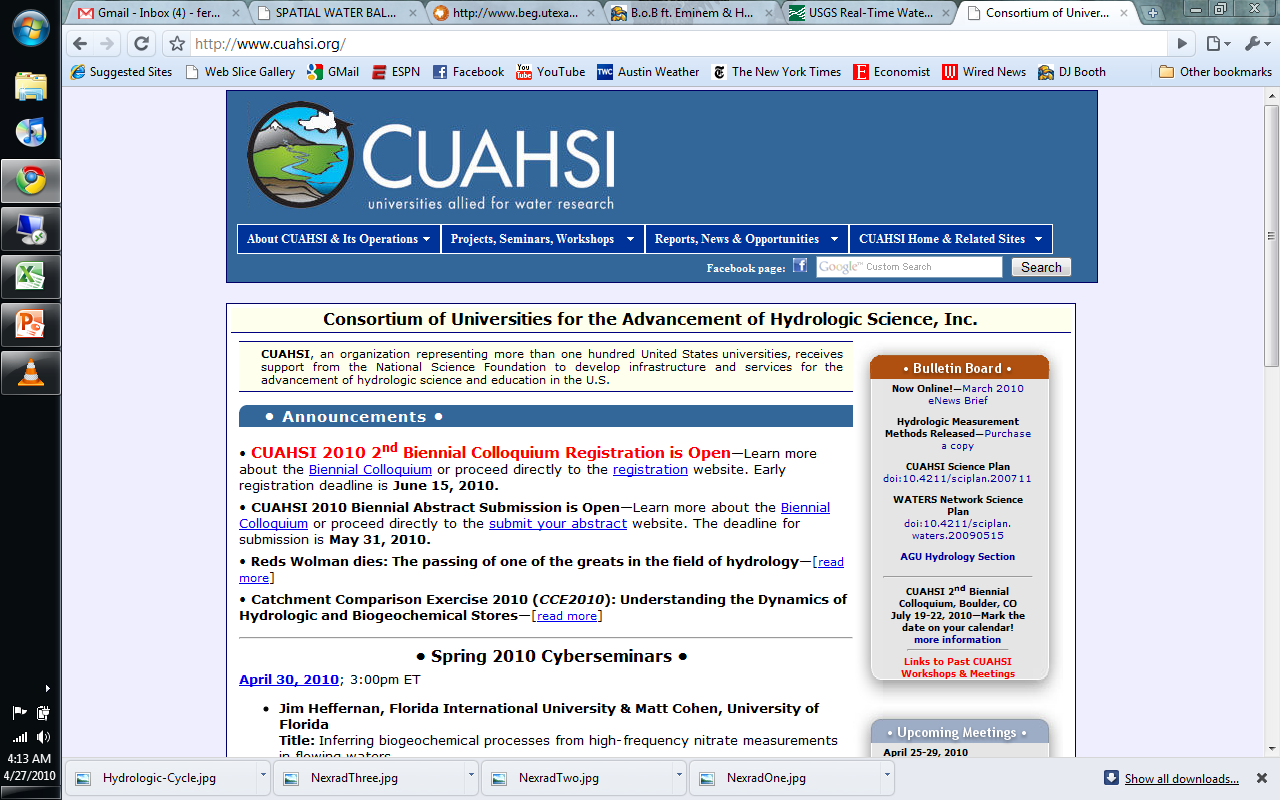 Gmail - Inbox (4) - fer...
SPATIAL WATER BAL...
http://www.beg.utexa...
B.o.B ft. Eminem & H...
USGS Real-Time Wate...
Consortium of Univer...
http://www.cuahsi.org/
Suggested Sites
Web Slice Gallery
GMail
ESPN
Facebook
YouTube
Austin Weather
The New York Times
Economist
Wired News
DJ Booth
Other bookmarks
CUAHSI
universities allied for water research
About CUAHSI & Its Operations
Projects, Seminars, Workshops
Reports, News & Opportunities
CUAHSI Home & Related Sites
Facebook page:
Google™ Custom Search
Search
Consortium of Universities for the Advancement of Hydrologic Science, Inc.
CUAHSI, an organization representing more than one hundred United States universities, receives
support from the National Science Foundation to develop infrastructure and services for the
advancement of hydrologic science and education in the U.S.
• Announcements •
• CUAHSI 2010 2nd Biennial Colloquium Registration is Open—Learn more
about the Biennial Colloquium or proceed directly to the registration website. Early
registration deadline is June 15, 2010.
• CUAHSI 2010 Biennial Abstract Submission is Open—Learn more about the Biennial
Colloquium or proceed directly to the submit your abstract website. The deadline for
submission is May 31, 2010.
• Reds Wolman dies: The passing of one of the greats in the field of hydrology—[read
more]
• Catchment Comparison Exercise 2010 (CCE2010): Understanding the Dynamics of
Hydrologic and Biogeochemical Stores—[read more]
• Spring 2010 Cyberseminars •
April 30, 2010; 3:00pm ET
• Jim Heffernan, Florida International University & Matt Cohen, University of
Florida
Title: Inferring biogeochemical processes from high-frequency nitrate measurements
in flowing waters
• Bulletin Board •
Now Online!—March 2010
eNews Brief
Hydrologic Measurement
Methods Released—Purchase
a copy
CUAHSI Science Plan
doi:10.4211/sciplan.200711
WATERS Network Science
Plan
doi:10.4211/sciplan.
waters.20090515
AGU Hydrology Section
CUAHSI 2nd Biennial
Colloquium, Boulder, CO
July 19-22, 2010—Mark the
date on your calendar!
more information
Links to Past CUAHSI
Workshops & Meetings
• Upcoming Meetings •
April 25-29, 2010
4:13 AM
4/27/2010
Hydrologic-Cycle.jpg
NexradThree.jpg
NexradTwo.jpg
NexradOne.jpg
Show all downloads...